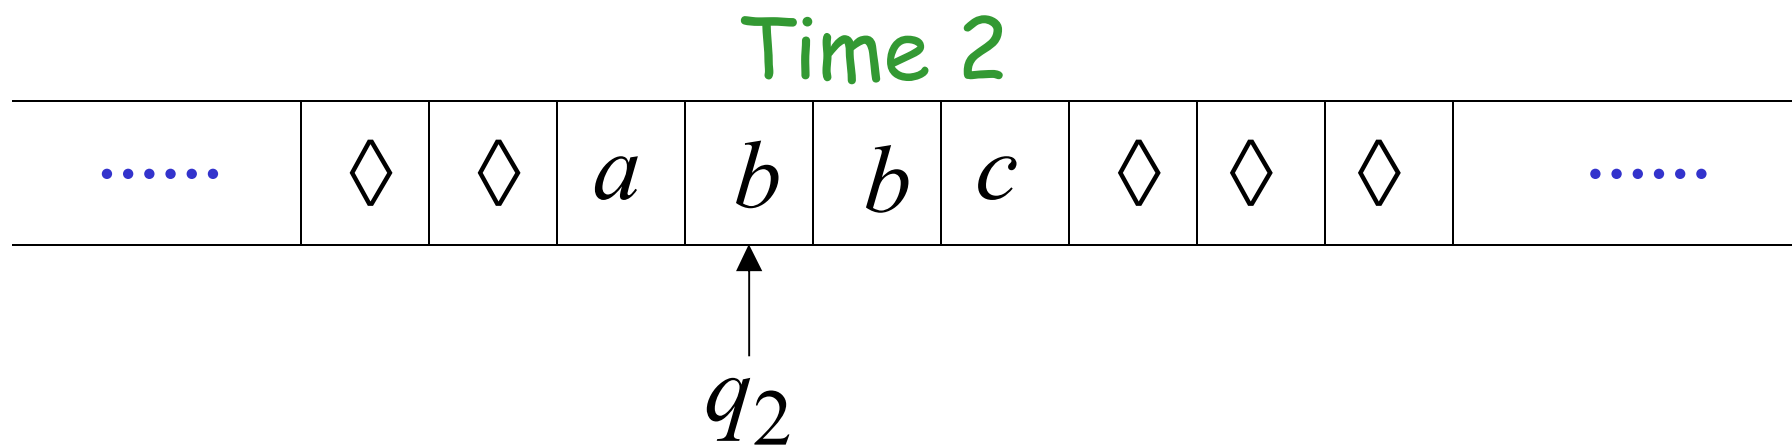 Time 2
...... ◊ ◊ a b b c ◊ ◊ ◊ ......
q₂